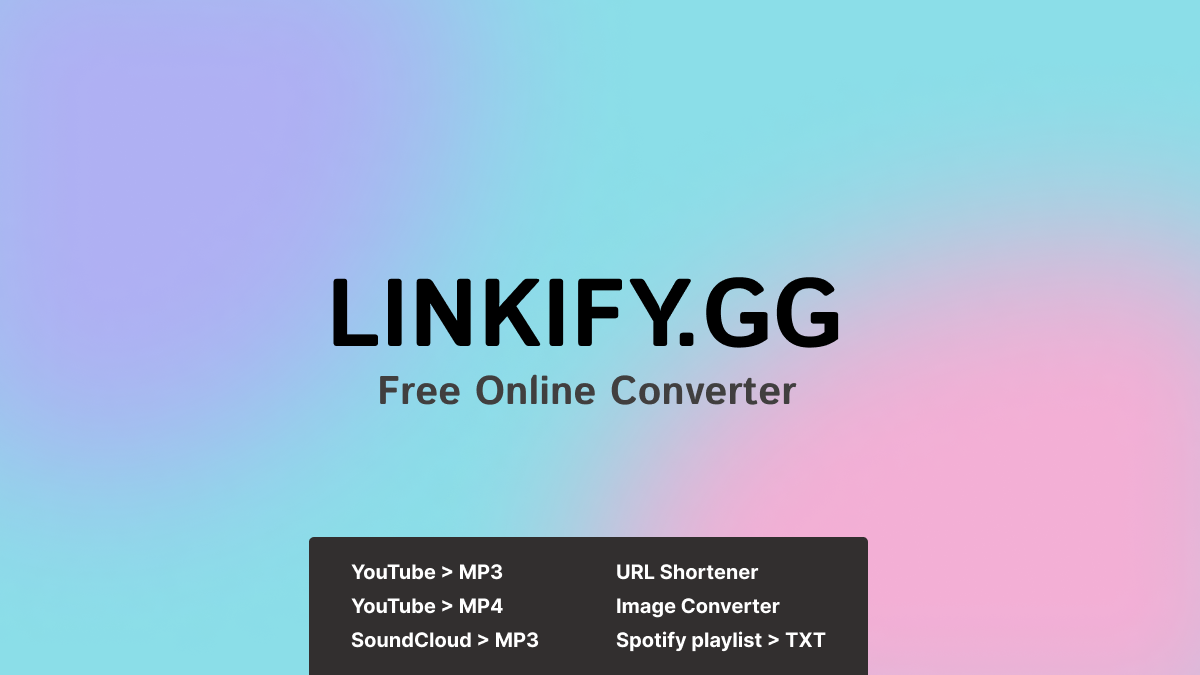 LINKIFY.GG
Free Online Converter
YouTube > MP3
YouTube > MP4
SoundCloud > MP3
URL Shortener
Image Converter
Spotify playlist > TXT